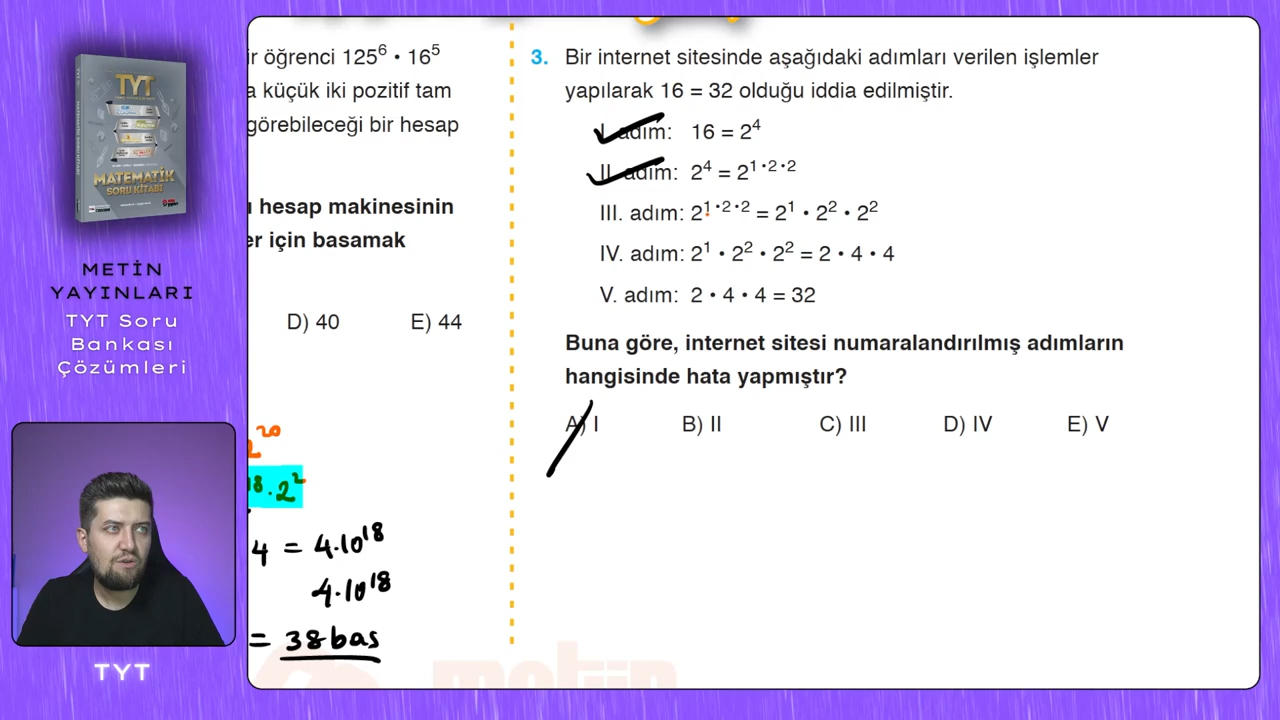 TYT
MATEMATİK
SORU KİTABI
METİN
YAYINLARI
TYT Soru
Bankası
Çözümleri
TYT
ir öğrenci 125⁶ • 16⁵
a küçük iki pozitif tam
görebileceği bir hesap
ı hesap makinesinin
er için basamak
D) 40 E) 44
2²⁰
¹⁸ · 2²
4 = 4·10¹⁸
4·10¹⁸
= 38 bas
3. Bir internet sitesinde aşağıdaki adımları verilen işlemler
yapılarak 16 = 32 olduğu iddia edilmiştir.
I. adım: 16 = 2⁴
II. adım: 2⁴ = 2^(1•2•2)
III. adım: 2^(1•2•2) = 2¹ • 2² • 2²
IV. adım: 2¹ • 2² • 2² = 2 • 4 • 4
V. adım: 2 • 4 • 4 = 32
Buna göre, internet sitesi numaralandırılmış adımların
hangisinde hata yapmıştır?
A) I B) II C) III D) IV E) V
metin